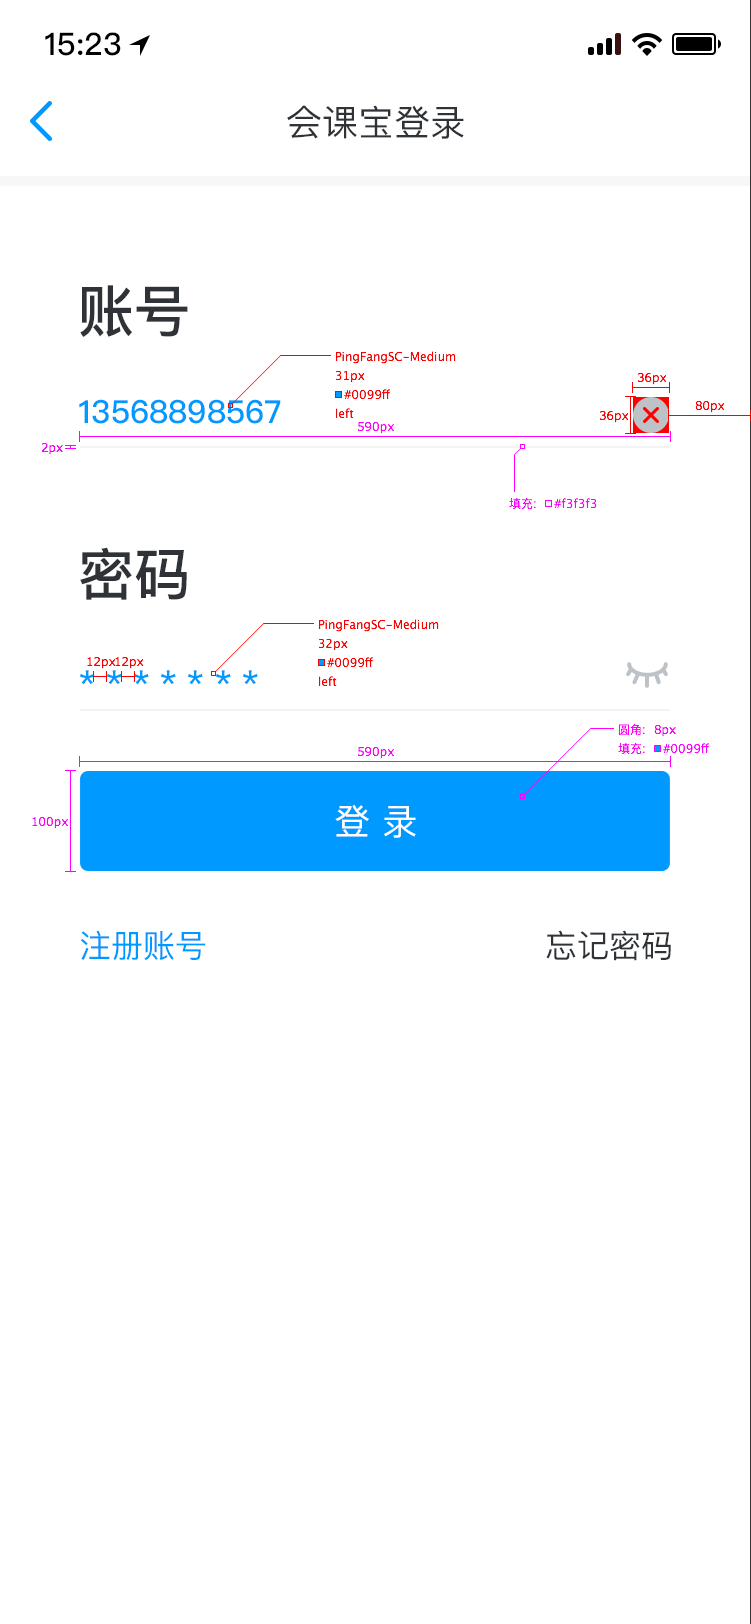 15:23
会课宝登录
账号
PingFangSC-Medium
31px
#0099ff
left
36px
36px
80px
13568898567
590px
2px
填充: #f3f3f3
密码
PingFangSC-Medium
32px
#0099ff
left
12px12px
* * * * * * *
圆角: 8px
填充: #0099ff
590px
100px
登 录
注册账号
忘记密码